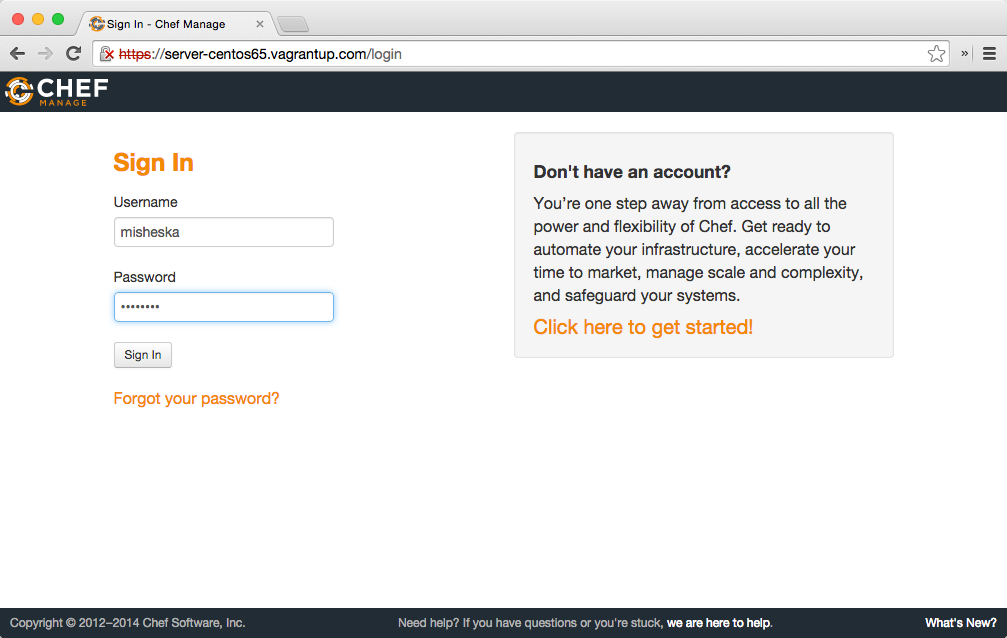 Sign In - Chef Manage
https://server-centos65.vagrantup.com/login
CHEF
MANAGE
Sign In
Username
misheska
Password
••••••••
Sign In
Forgot your password?
Don't have an account?
You’re one step away from access to all the
power and flexibility of Chef. Get ready to
automate your infrastructure, accelerate your
time to market, manage scale and complexity,
and safeguard your systems.
Click here to get started!
Copyright © 2012–2014 Chef Software, Inc.
Need help? If you have questions or you're stuck, we are here to help.
What's New?